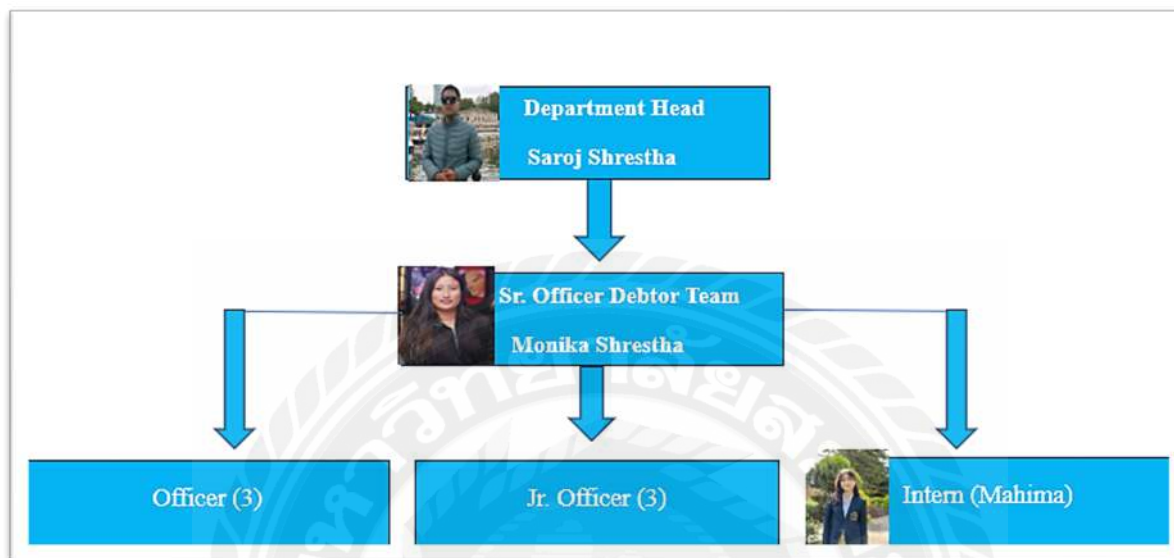 Department Head
Saroj Shrestha
Sr. Officer Debtor Team
Monika Shrestha
Officer (3)
Jr. Officer (3)
Intern (Mahima)